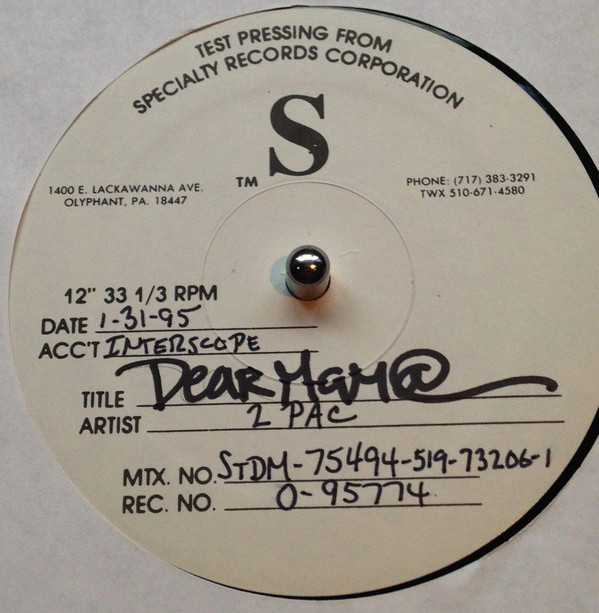 TEST PRESSING FROM
SPECIALTY RECORDS CORPORATION
S
TM
1400 E. LACKAWANNA AVE.
OLYPHANT, PA. 18447
PHONE: (717) 383-3291
TWX 510-671-4580
12" 33 1/3 RPM
DATE 1-31-95
ACC'T INTERSCOPE
TITLE DEAR MAM@
ARTIST 2 PAC
MTX. NO. STDM-75494-519-73206-1
REC. NO. 0-95774